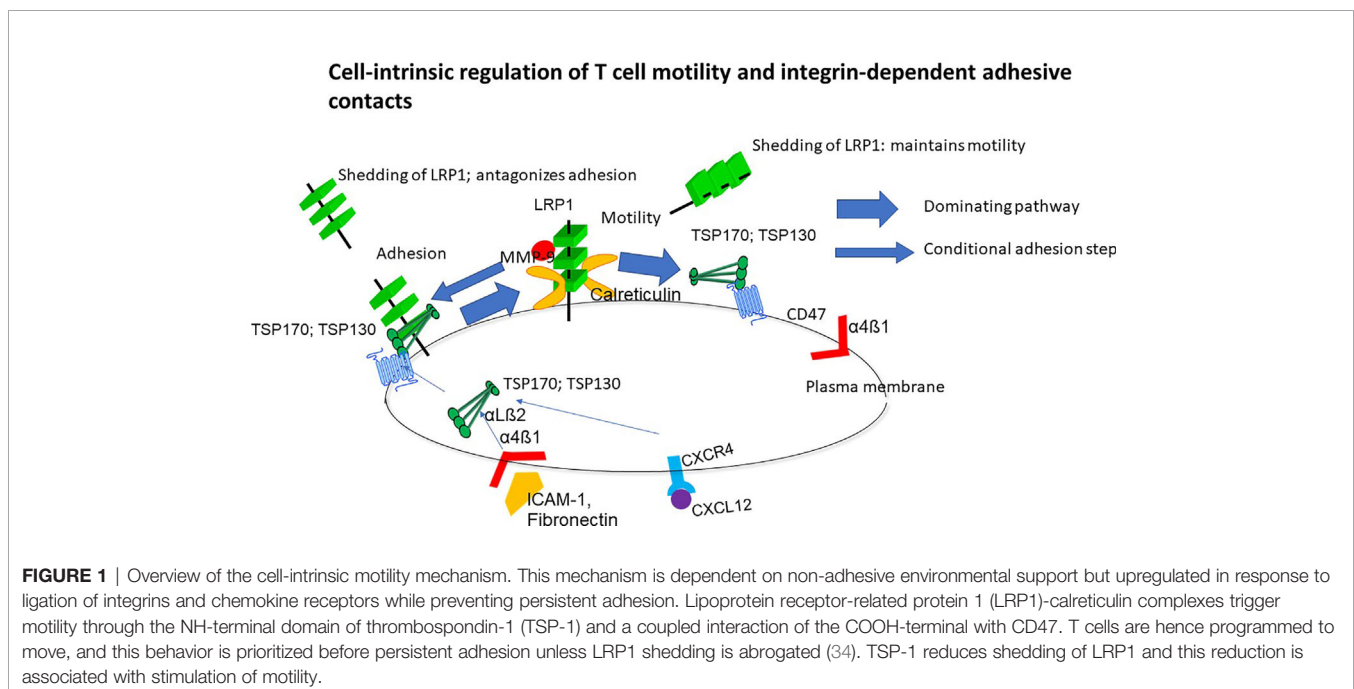 Cell-intrinsic regulation of T cell motility and integrin-dependent adhesive
contacts
Shedding of LRP1: maintains motility
Shedding of LRP1; antagonizes adhesion
LRP1
Motility
Dominating pathway
TSP170; TSP130
Adhesion
MMP-9
Conditional adhesion step
Calreticulin
TSP170; TSP130
CD47
α4ß1
Plasma membrane
TSP170; TSP130
αLß2
α4ß1
CXCR4
ICAM-1,
Fibronectin
CXCL12
FIGURE 1 | Overview of the cell-intrinsic motility mechanism. This mechanism is dependent on non-adhesive environmental support but upregulated in response to
ligation of integrins and chemokine receptors while preventing persistent adhesion. Lipoprotein receptor-related protein 1 (LRP1)-calreticulin complexes trigger
motility through the NH-terminal domain of thrombospondin-1 (TSP-1) and a coupled interaction of the COOH-terminal with CD47. T cells are hence programmed to
move, and this behavior is prioritized before persistent adhesion unless LRP1 shedding is abrogated (34). TSP-1 reduces shedding of LRP1 and this reduction is
associated with stimulation of motility.